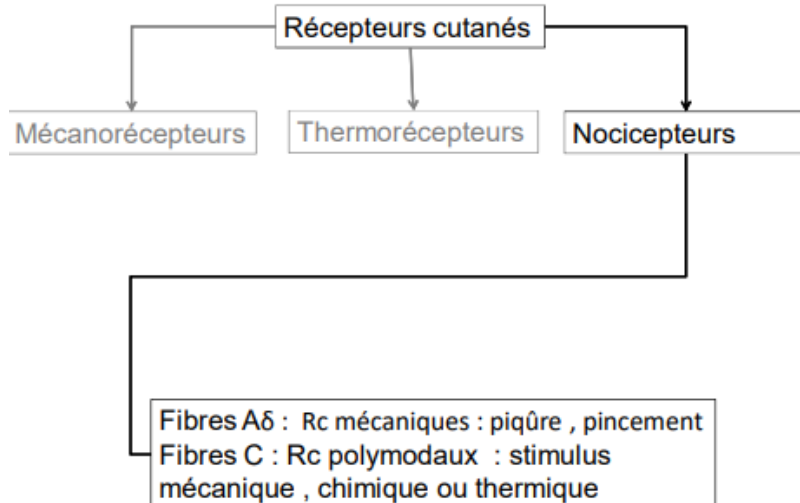 Récepteurs cutanés
Mécanorécepteurs
Thermorécepteurs
Nocicepteurs
Fibres Aδ : Rc mécaniques : piqûre , pincement
Fibres C : Rc polymodaux : stimulus
mécanique , chimique ou thermique